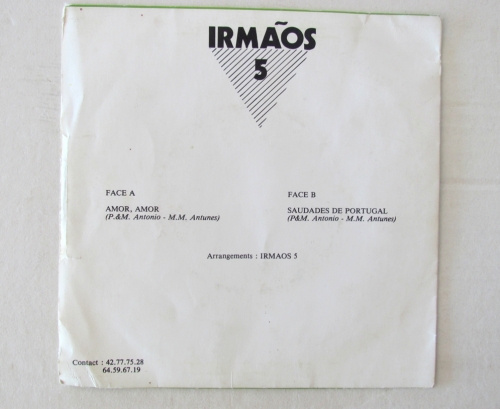 IRMÃOS
5
FACE A
AMOR, AMOR
(P.&M. Antonio - M.M. Antunes)
FACE B
SAUDADES DE PORTUGAL
(P&M. Antonio - M.M. Antunes)
Arrangements : IRMAOS 5
Contact : 42.77.75.28
64.59.67.19